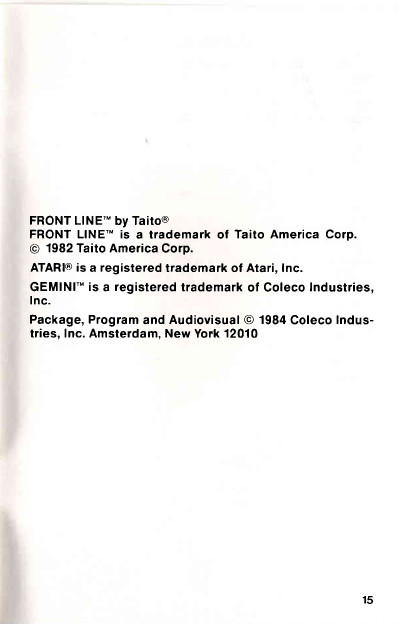 FRONT LINE™ by Taito®
FRONT LINE™ is a trademark of Taito America Corp.
© 1982 Taito America Corp.
ATARI® is a registered trademark of Atari, Inc.
GEMINI™ is a registered trademark of Coleco Industries,
Inc.
Package, Program and Audiovisual © 1984 Coleco Indus-
tries, Inc. Amsterdam, New York 12010
15